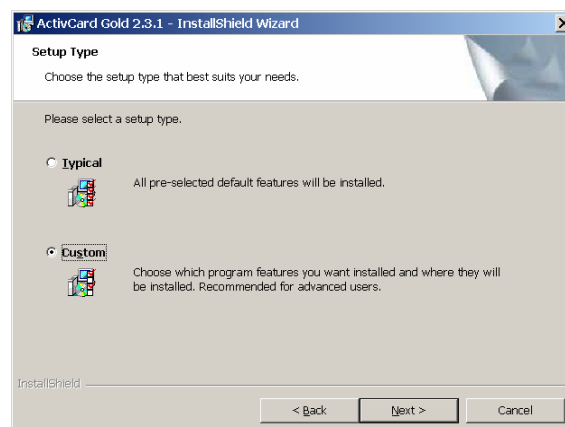 ActivCard Gold 2.3.1 - InstallShield Wizard
Setup Type
Choose the setup type that best suits your needs.
Please select a setup type.
Typical
All pre-selected default features will be installed.
Custom
Choose which program features you want installed and where they will
be installed. Recommended for advanced users.
InstallShield
< Back Next > Cancel